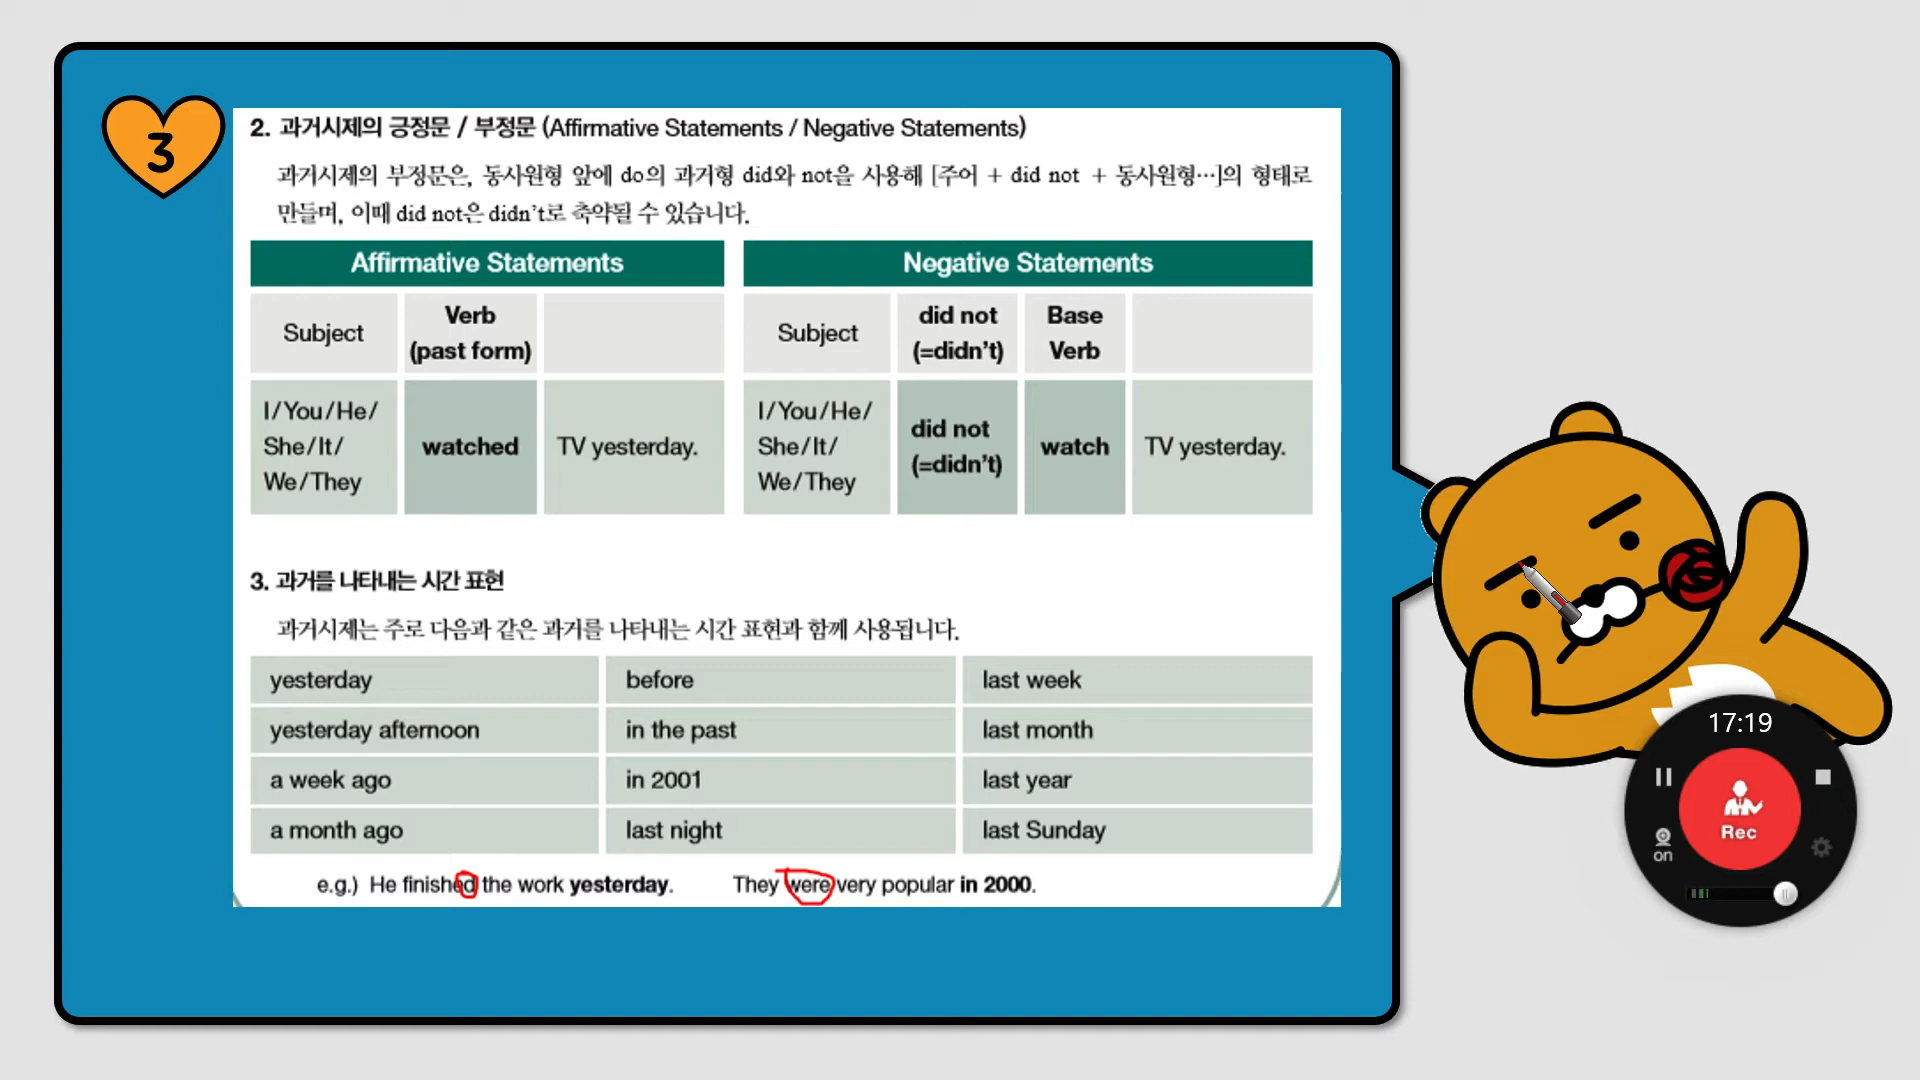 3
2. 과거시제의 긍정문 / 부정문 (Affirmative Statements / Negative Statements)
과거시제의 부정문은, 동사원형 앞에 do의 과거형 did와 not을 사용해 [주어 + did not + 동사원형…]의 형태로
만들며, 이때 did not은 didn't로 축약될 수 있습니다.
Affirmative Statements
Subject
Verb
(past form)
I/You/He/
She/It/
We/They
watched
TV yesterday.
Negative Statements
Subject
did not
(=didn't)
Base
Verb
I/You/He/
She/It/
We/They
did not
(=didn't)
watch
TV yesterday.
3. 과거를 나타내는 시간 표현
과거시제는 주로 다음과 같은 과거를 나타내는 시간 표현과 함께 사용됩니다.
yesterday before last week
yesterday afternoon in the past last month
a week ago in 2001 last year
a month ago last night last Sunday
e.g.) He finished the work yesterday. They were very popular in 2000.
17:19
Rec
on